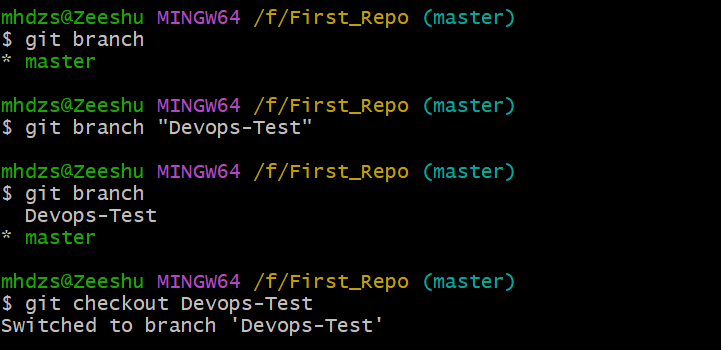 mhdzs@Zeeshu MINGW64 /f/First_Repo (master)
$ git branch
* master
mhdzs@Zeeshu MINGW64 /f/First_Repo (master)
$ git branch "Devops-Test"
mhdzs@Zeeshu MINGW64 /f/First_Repo (master)
$ git branch
  Devops-Test
* master
mhdzs@Zeeshu MINGW64 /f/First_Repo (master)
$ git checkout Devops-Test
Switched to branch 'Devops-Test'